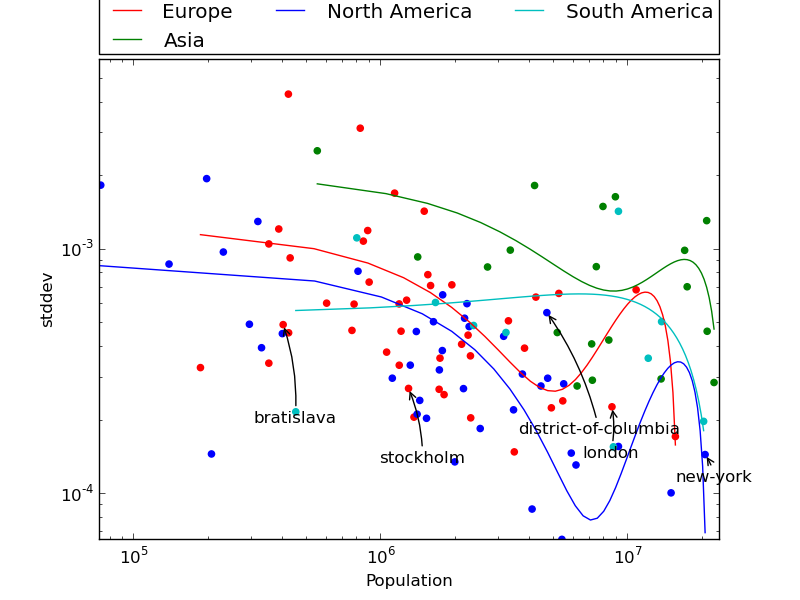 Europe North America South America
Asia
stddev
10^-3
10^-4
bratislava
stockholm
district-of-columbia
london
new-york
10^5 10^6 10^7
Population